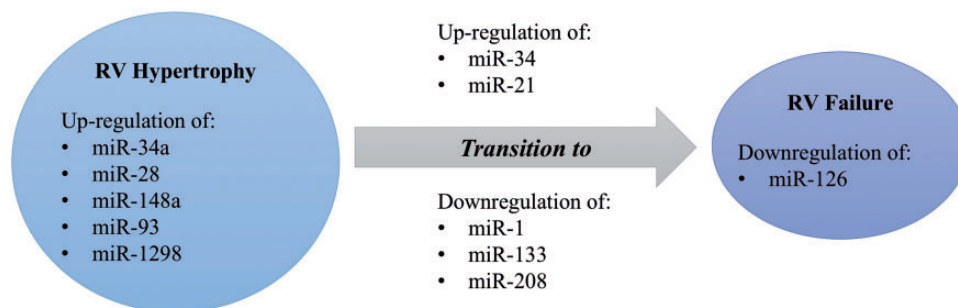 RV Hypertrophy
Up-regulation of:
• miR-34a
• miR-28
• miR-148a
• miR-93
• miR-1298
Up-regulation of:
• miR-34
• miR-21
Transition to
Downregulation of:
• miR-1
• miR-133
• miR-208
RV Failure
Downregulation of:
• miR-126